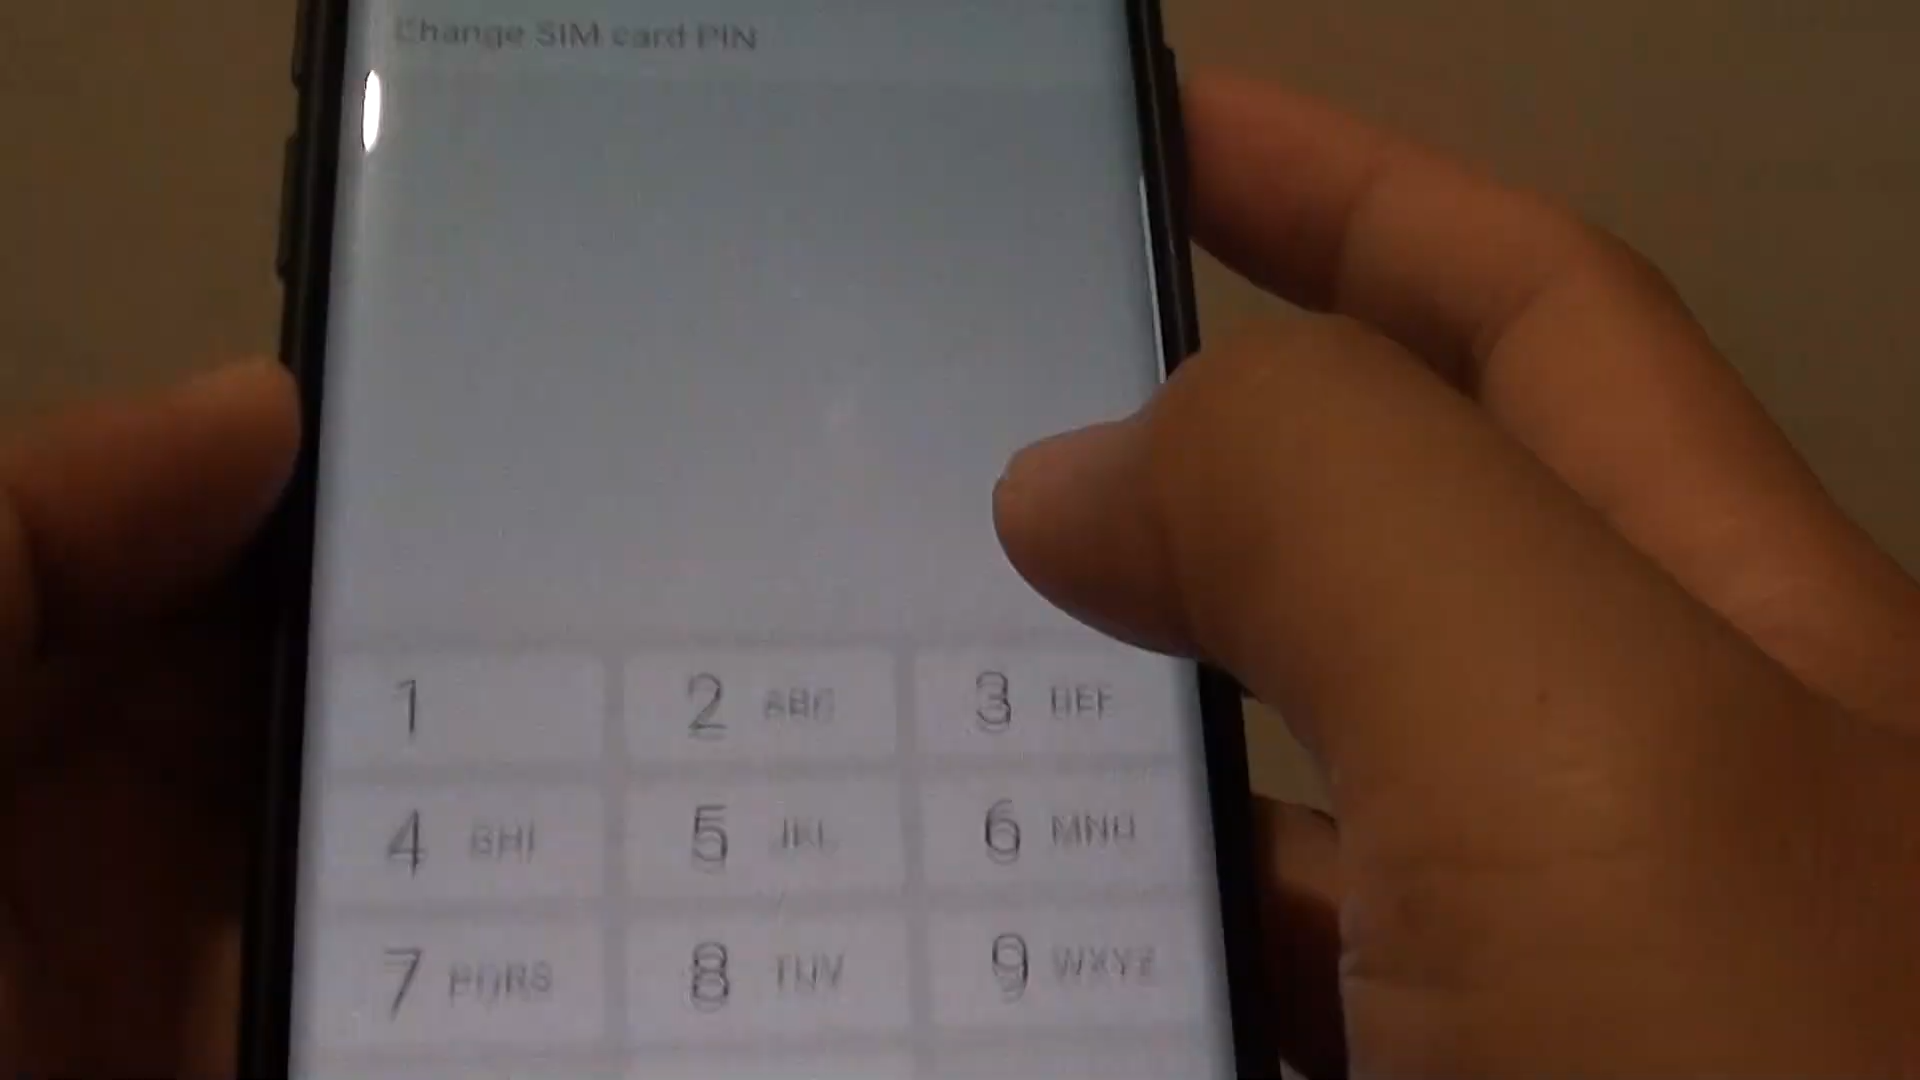 Change SIM card PIN
1
2 ABC
3 DEF
4 GHI
5 JKL
6 MNO
7 PQRS
8 TUV
9 WXYZ